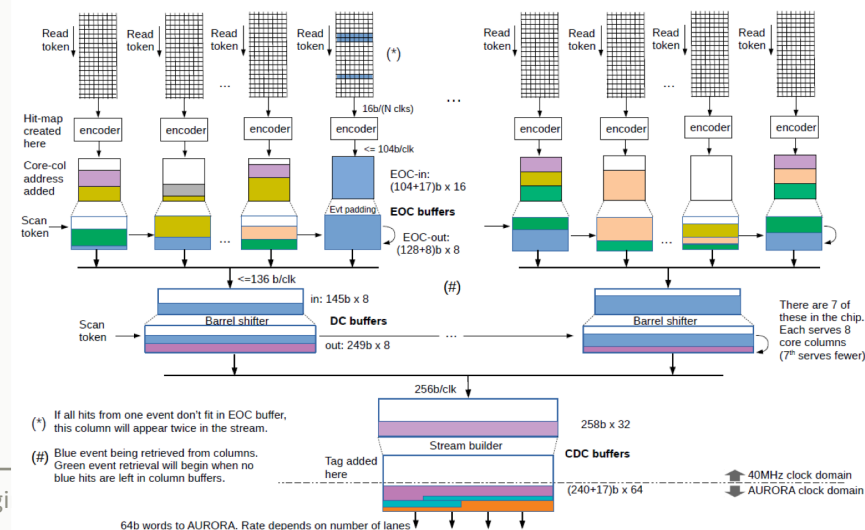 Read
token
Read
token
Read
token
Read
token
(*)
Read
token
Read
token
Read
token
Read
token
...
...
...
16b/(N clks)
Hit-map
created
here
encoder
encoder
encoder
encoder
encoder
encoder
encoder
encoder
<= 104b/clk
Core-col
address
added
EOC-in:
(104+17)b x 16
Evt padding
EOC buffers
Scan
token
...
EOC-out:
(128+8)b x 8
...
<=136 b/clk
(#)
in: 145b x 8
Barrel shifter
DC buffers
Scan
token
...
out: 249b x 8
Barrel shifter
There are 7 of
these in the chip.
Each serves 8
core columns
(7th serves fewer)
256b/clk
(*) If all hits from one event don't fit in EOC buffer,
this column will appear twice in the stream.
258b x 32
Stream builder
(#) Blue event being retrieved from columns.
Green event retrieval will begin when no
blue hits are left in column buffers.
Tag added
here
CDC buffers
(240+17)b x 64
40MHz clock domain
AURORA clock domain
gi
64b words to AURORA. Rate depends on number of lanes